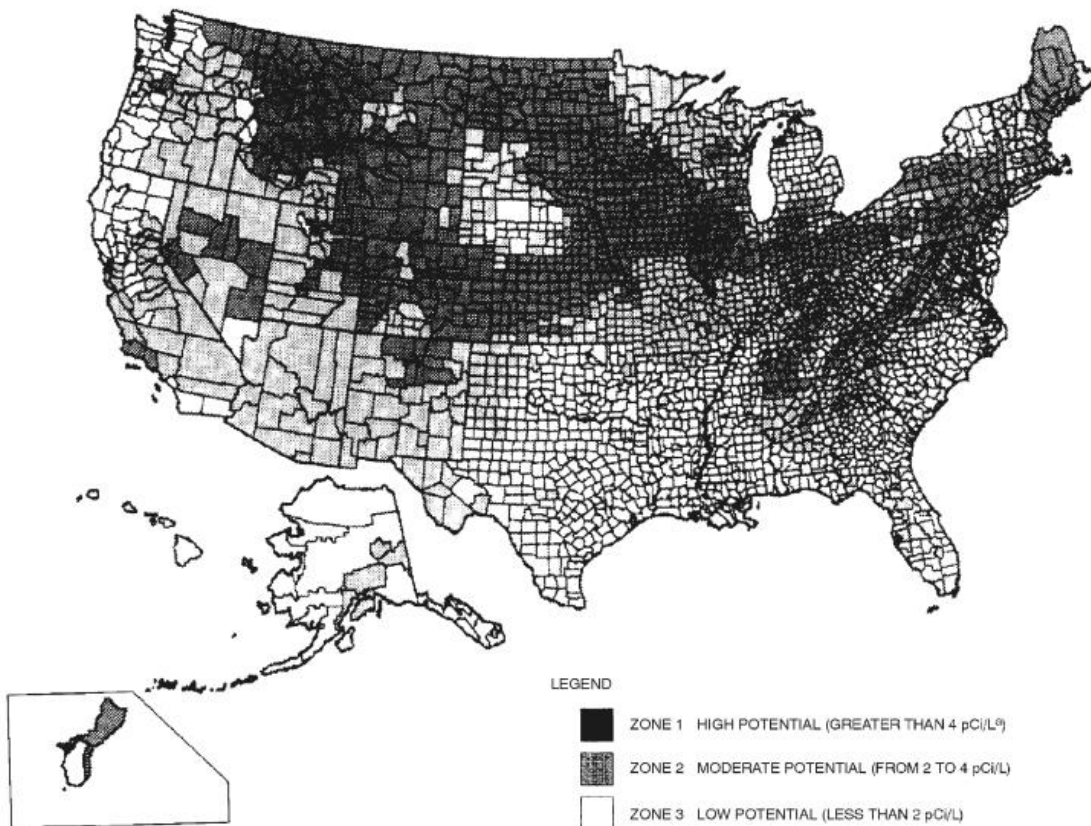 LEGEND
ZONE 1 HIGH POTENTIAL (GREATER THAN 4 pCi/Lª)
ZONE 2 MODERATE POTENTIAL (FROM 2 TO 4 pCi/L)
ZONE 3 LOW POTENTIAL (LESS THAN 2 pCi/L)